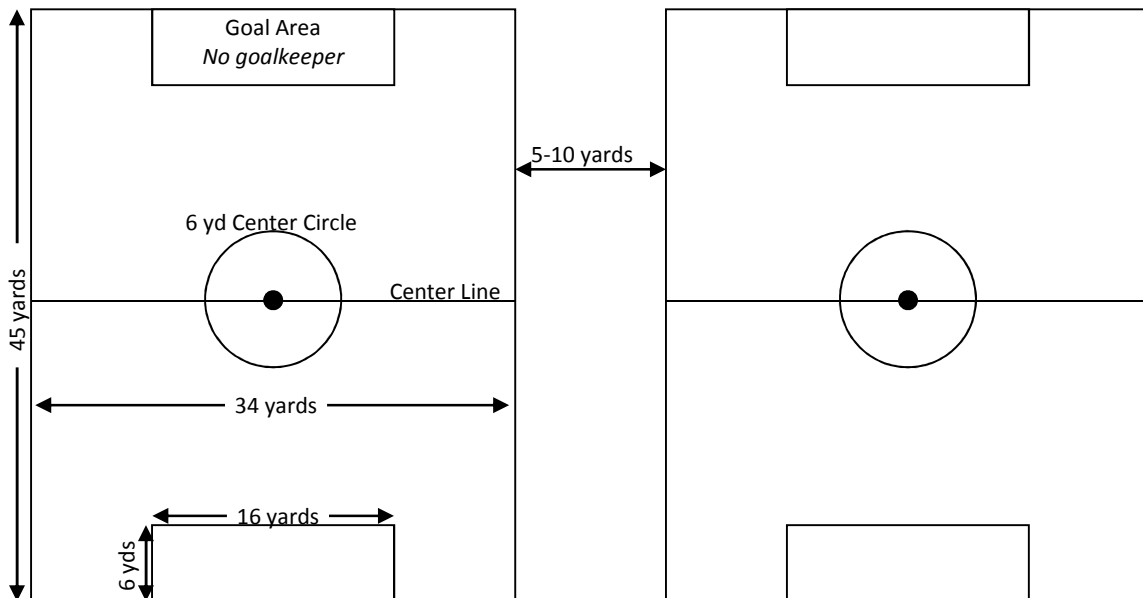 Goal Area
No goalkeeper
5-10 yards
6 yd Center Circle
Center Line
45 yards
34 yards
16 yards
6 yds